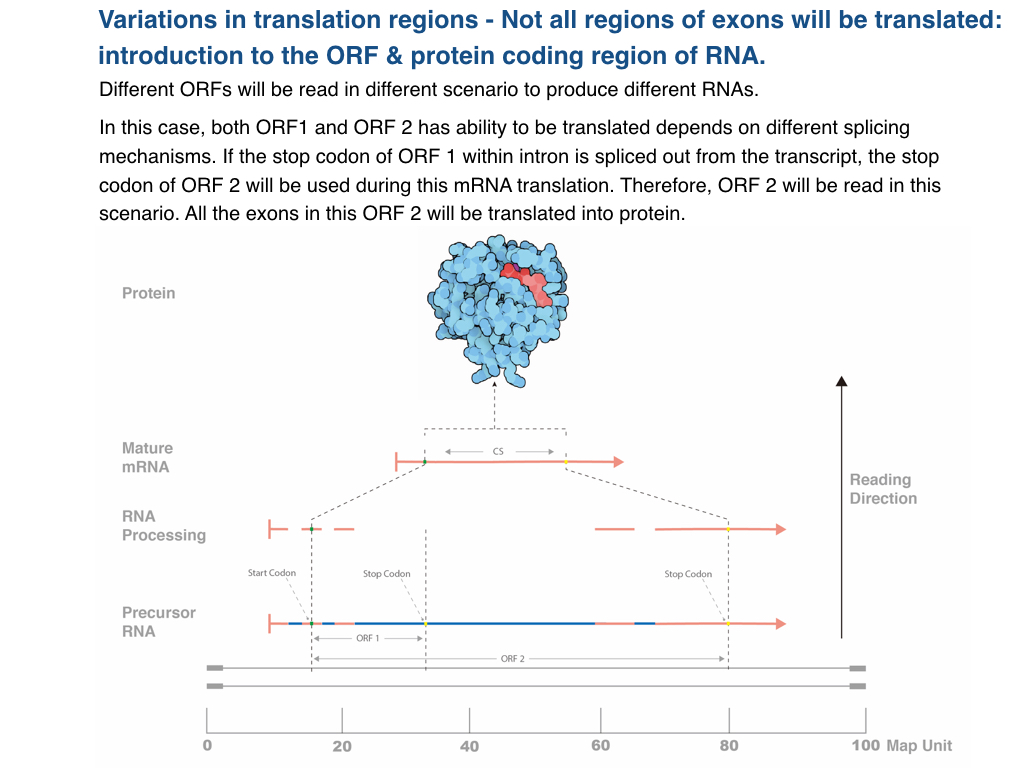 Variations in translation regions - Not all regions of exons will be translated:
introduction to the ORF & protein coding region of RNA.
Different ORFs will be read in different scenario to produce different RNAs.
In this case, both ORF1 and ORF 2 has ability to be translated depends on different splicing
mechanisms. If the stop codon of ORF 1 within intron is spliced out from the transcript, the stop
codon of ORF 2 will be used during this mRNA translation. Therefore, ORF 2 will be read in this
scenario. All the exons in this ORF 2 will be translated into protein.
Protein
Mature
mRNA
CS
Reading
Direction
RNA
Processing
Start Codon
Stop Codon
Stop Codon
Precursor
RNA
ORF 1
ORF 2
0 20 40 60 80 100 Map Unit